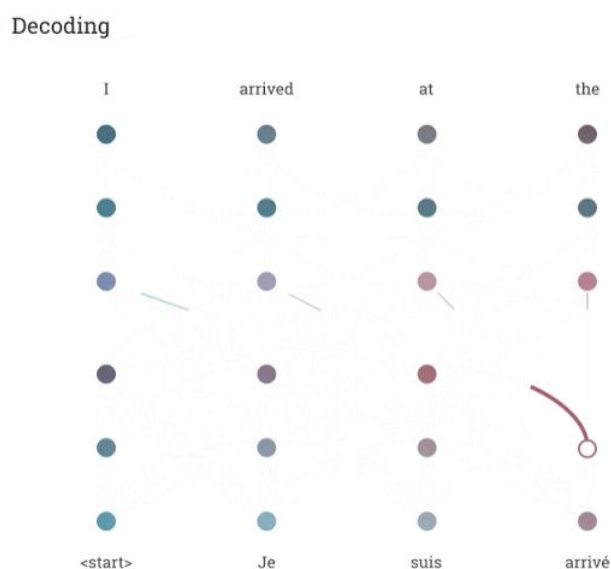 Decoding
I arrived at the
<start> Je suis arrivé